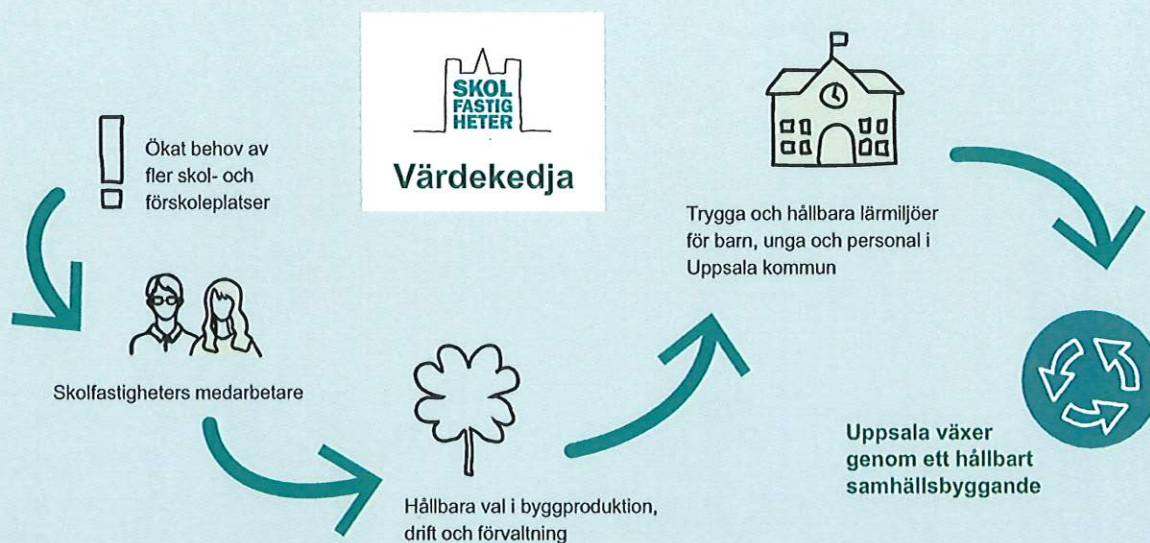 SKOL
FASTIG
HETER
Värdekedja
Ökat behov av
fler skol- och
förskoleplatser
Skolfastigheters medarbetare
Hållbara val i byggproduktion,
drift och förvaltning
Trygga och hållbara lärmiljöer
för barn, unga och personal i
Uppsala kommun
Uppsala växer
genom ett hållbart
samhällsbyggande